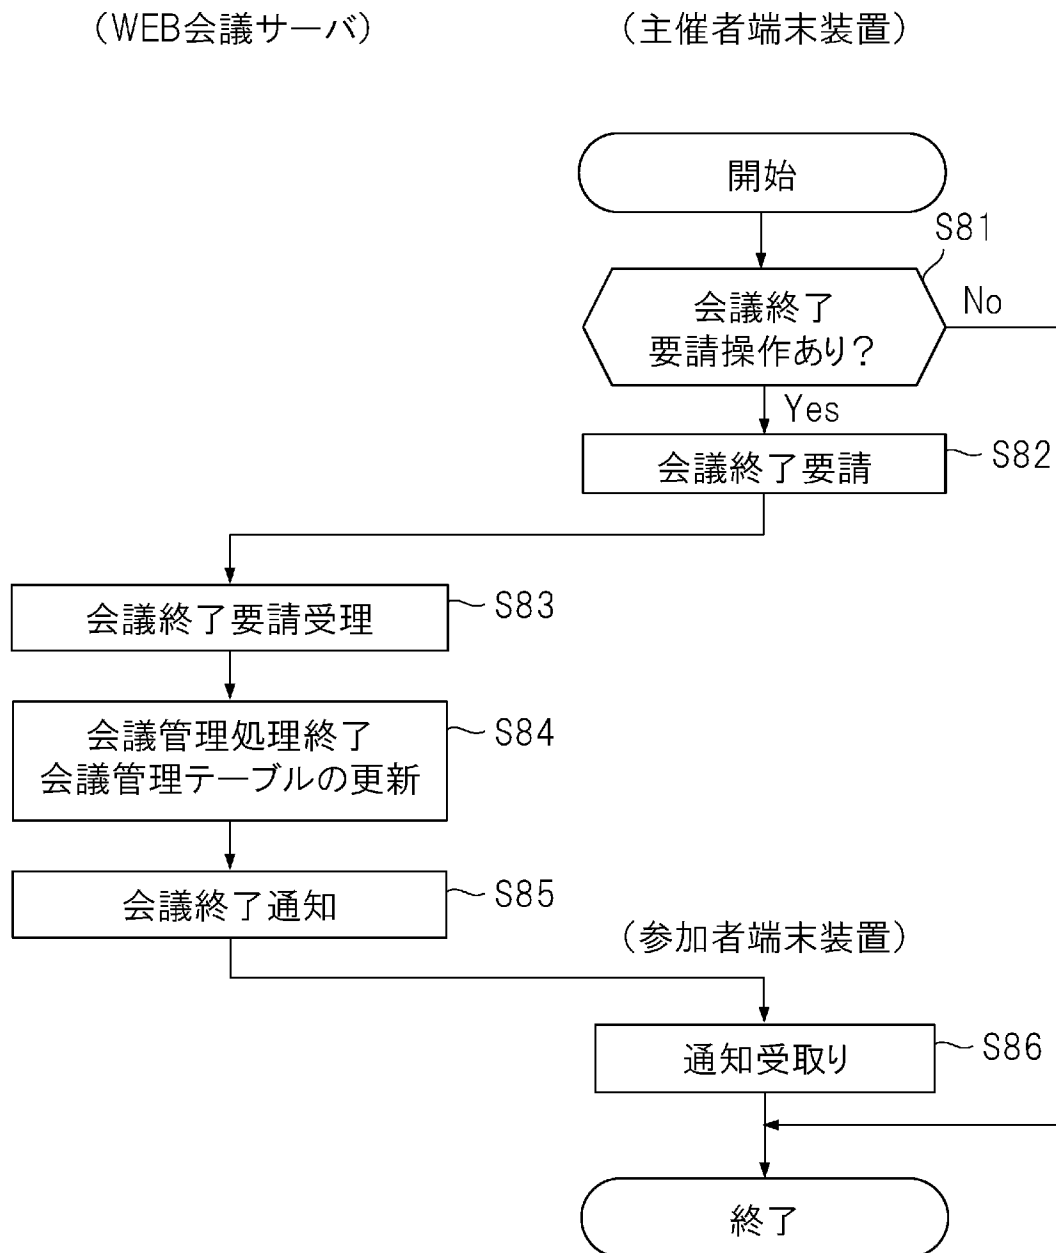 （WEB会議サーバ）
（主催者端末装置）
開始
S81
会議終了
要請操作あり？
No
Yes
会議終了要請
S82
会議終了要請受理
S83
会議管理処理終了
会議管理テーブルの更新
S84
会議終了通知
S85
（参加者端末装置）
通知受取り
S86
終了